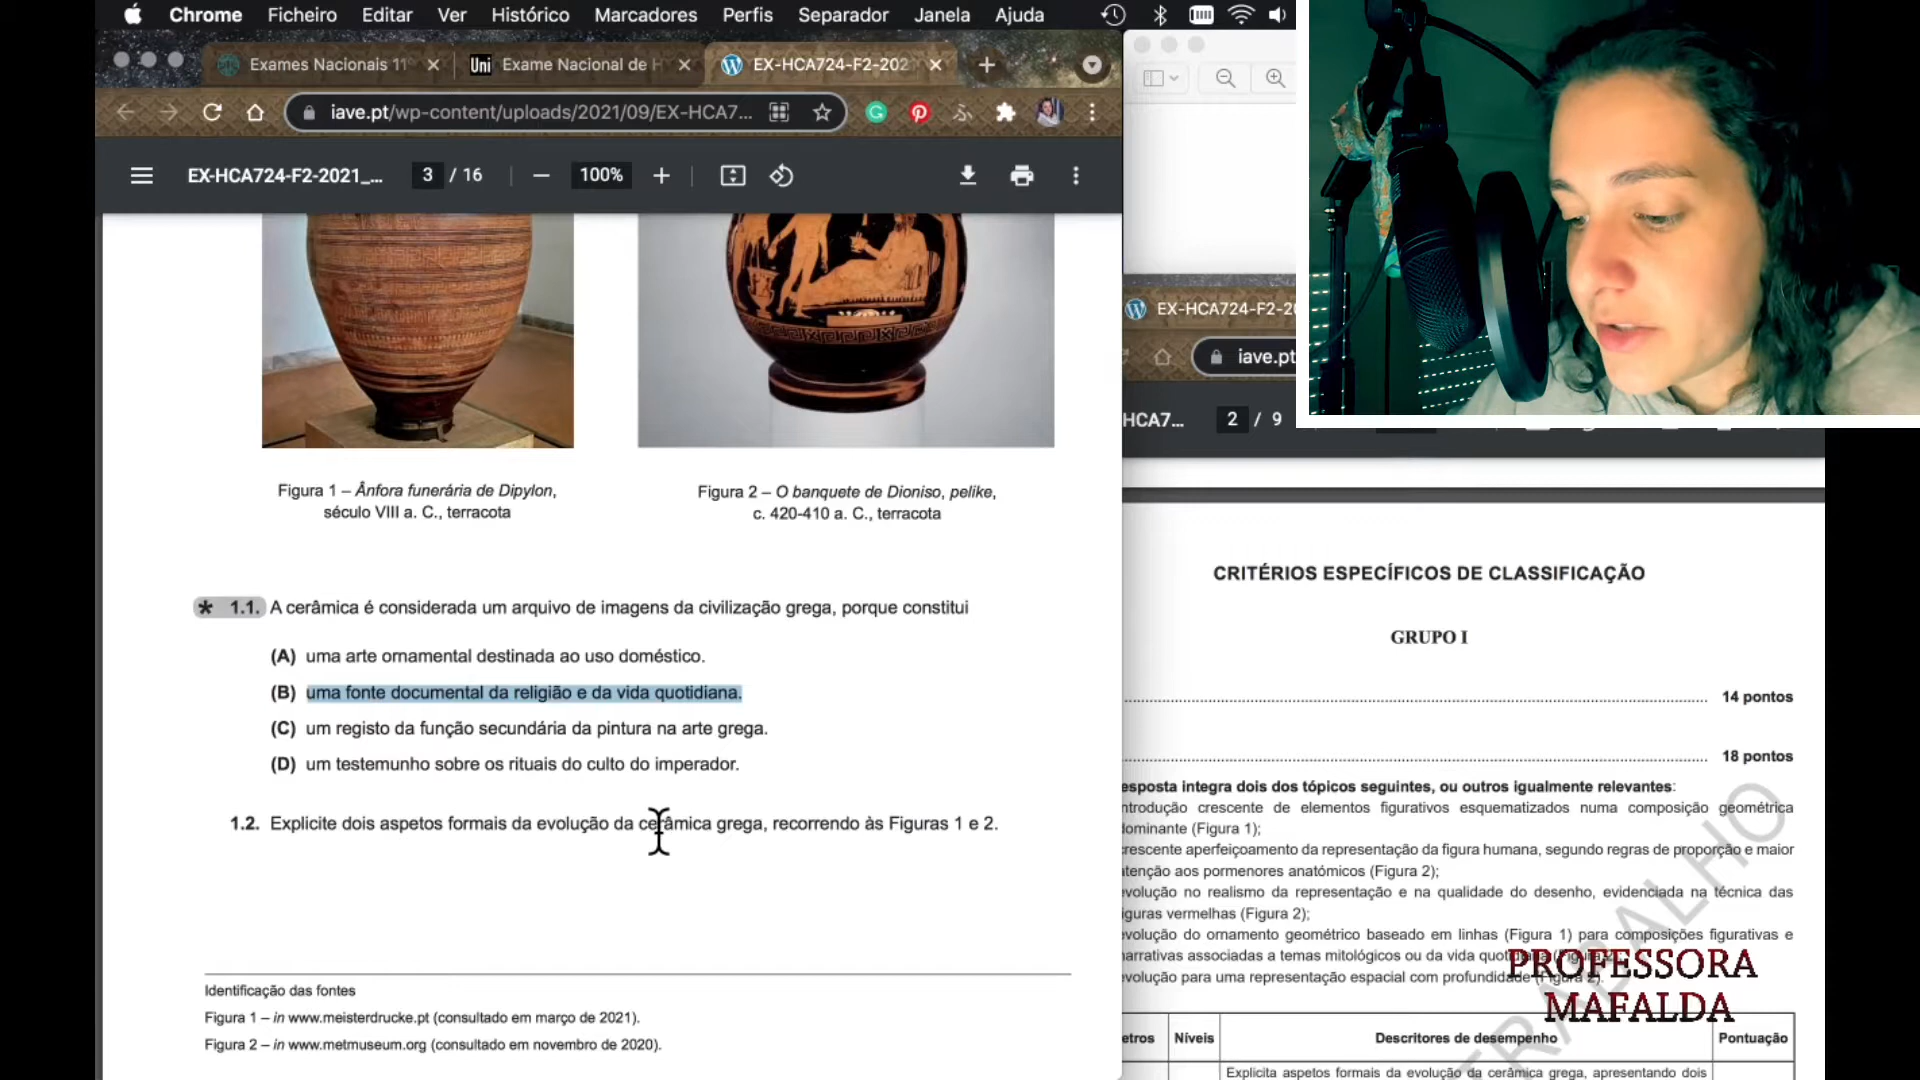 Chrome Ficheiro Editar Ver Histórico Marcadores Perfis Separador Janela Ajuda
Exames Nacionais 11º
Uni Exame Nacional de H
EX-HCA724-F2-202
iave.pt/wp-content/uploads/2021/09/EX-HCA7...
EX-HCA724-F2-2021_... 3 / 16 100%
Figura 1 – Ânfora funerária de Dipylon,
século VIII a. C., terracota
Figura 2 – O banquete de Dioniso, pelike,
c. 420-410 a. C., terracota
* 1.1. A cerâmica é considerada um arquivo de imagens da civilização grega, porque constitui
(A) uma arte ornamental destinada ao uso doméstico.
(B) uma fonte documental da religião e da vida quotidiana.
(C) um registo da função secundária da pintura na arte grega.
(D) um testemunho sobre os rituais do culto do imperador.
1.2. Explicite dois aspetos formais da evolução da cerâmica grega, recorrendo às Figuras 1 e 2.
Identificação das fontes
Figura 1 – in www.meisterdrucke.pt (consultado em março de 2021).
Figura 2 – in www.metmuseum.org (consultado em novembro de 2020).
EX-HCA724-F2-20
iave.pt
HCA7... 2 / 9
CRITÉRIOS ESPECÍFICOS DE CLASSIFICAÇÃO
GRUPO I
14 pontos
18 pontos
esposta integra dois dos tópicos seguintes, ou outros igualmente relevantes:
ntrodução crescente de elementos figurativos esquematizados numa composição geométrica
dominante (Figura 1);
crescente aperfeiçoamento da representação da figura humana, segundo regras de proporção e maior
atenção aos pormenores anatómicos (Figura 2);
evolução no realismo da representação e na qualidade do desenho, evidenciada na técnica das
iguras vermelhas (Figura 2);
evolução do ornamento geométrico baseado em linhas (Figura 1) para composições figurativas e
narrativas associadas a temas mitológicos ou da vida
evolução para uma representação espacial com profundidade (Figura 2).
PROFESSORA
MAFALDA
TRABALHO
etros Níveis Descritores de desempenho Pontuação
Explicita aspetos formais da evolução da cerâmica grega, apresentando dois